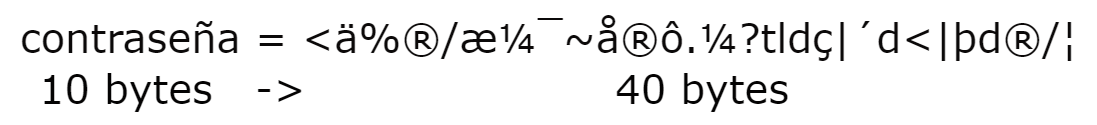 contraseña = <ä%®/æ¼¯~å®ô.¼?tldç|´d<|þd®/¦
10 bytes -> 40 bytes